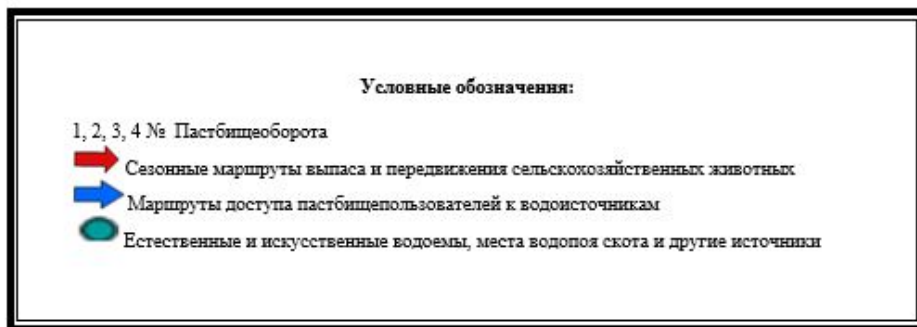 Условные обозначения:
1, 2, 3, 4 № Пастбищеоборота
Сезонные маршруты выпаса и передвижения сельскохозяйственных животных
Маршруты доступа пастбищепользователей к водоисточникам
Естественные и искусственные водоемы, места водопоя скота и другие источники